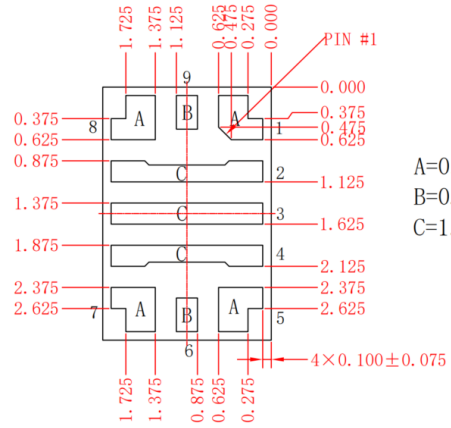 1.725
1.375
1.125
0.625
0.475
0.275
0.000
PIN #1
9
0.000
0.375
0.375
A
A
1
8
B
0.475
0.625
0.625
0.875
C
2
1.125
A=0
1.375
C
3
B=0.
1.625
C=1.
1.875
C
4
2.125
2.375
2.375
A
B
A
2.625
2.625
7
5
6
4×0.100±0.075
1.725
1.375
0.875
0.625
0.275